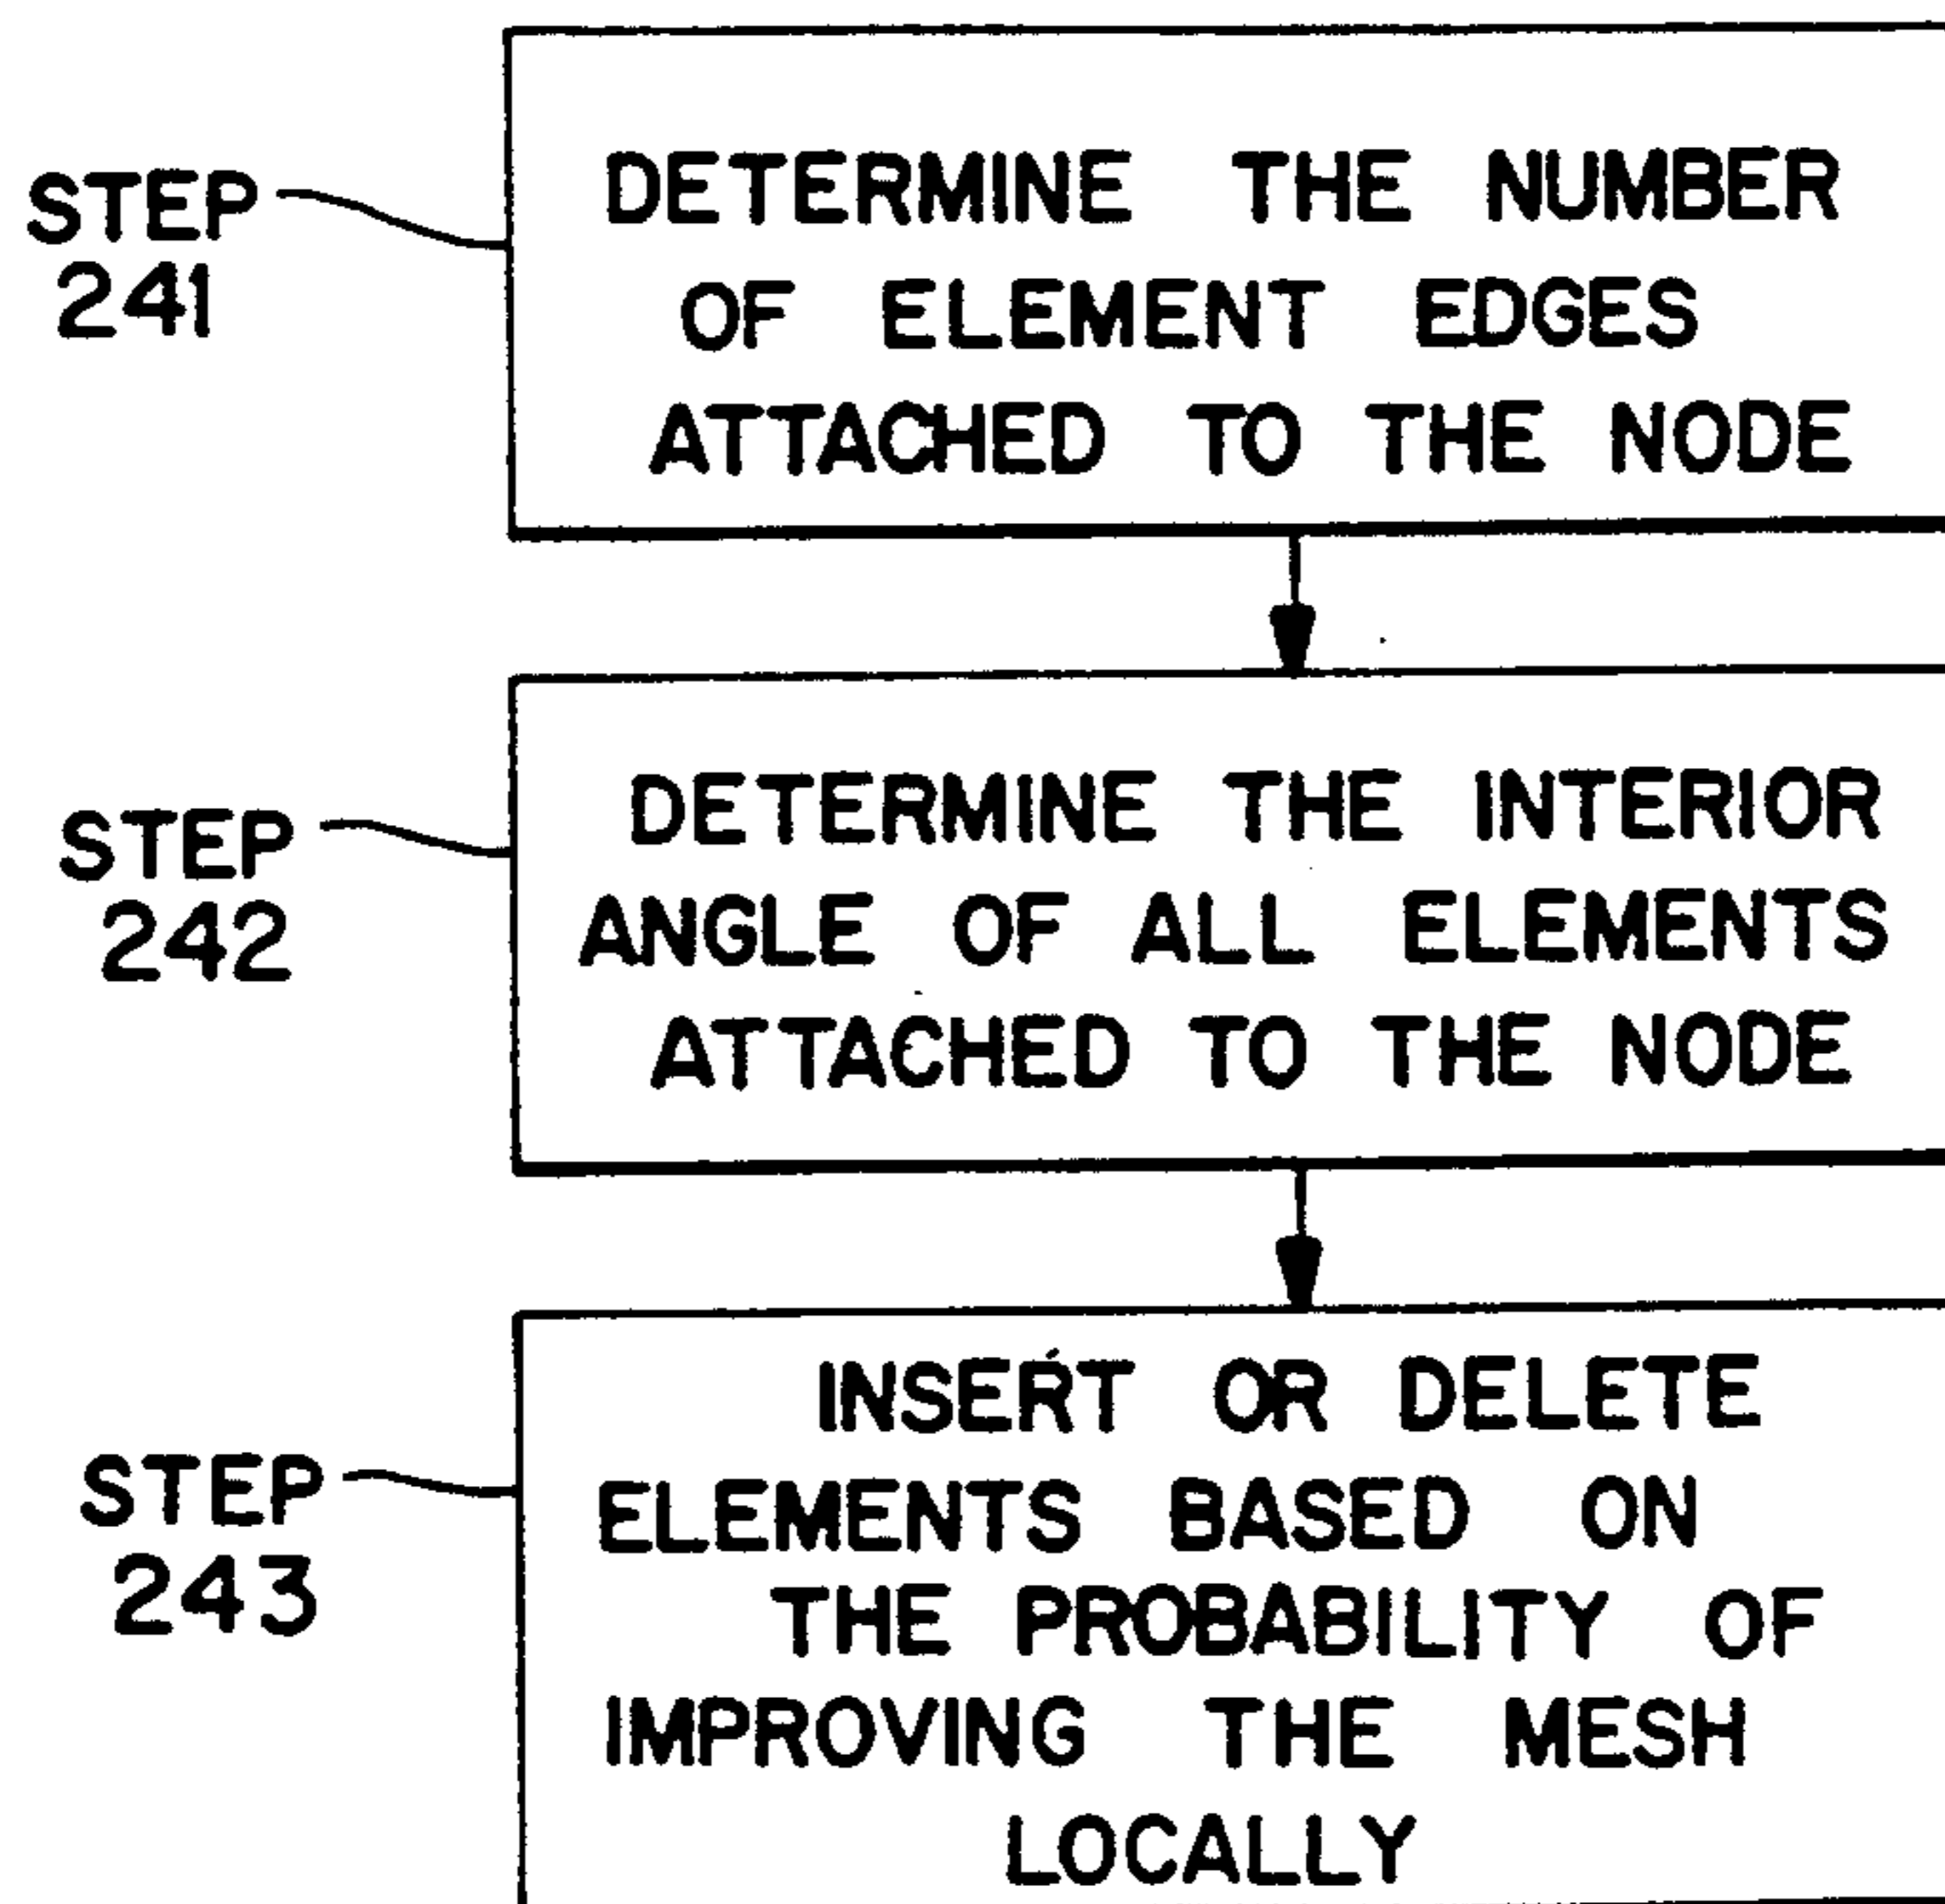 STEP
241
DETERMINE THE NUMBER
OF ELEMENT EDGES
ATTACHED TO THE NODE
STEP
242
DETERMINE THE INTERIOR
ANGLE OF ALL ELEMENTS
ATTACHED TO THE NODE
STEP
243
INSERT OR DELETE
ELEMENTS BASED ON
THE PROBABILITY OF
IMPROVING THE MESH
LOCALLY